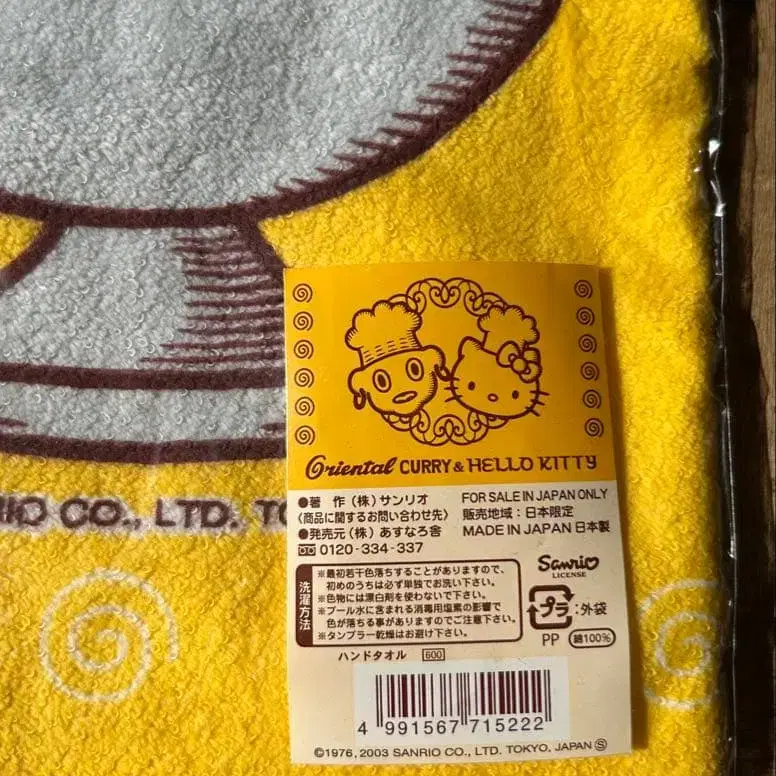 Oriental CURRY & HELLO KITTY
●著 作 (株) サンリオ
〈商品に関するお問い合わせ先〉
●発売元 (株) あすなろ舎
0120-334-337
FOR SALE IN JAPAN ONLY
販売地域：日本限定
MADE IN JAPAN 日本製
洗濯方法
※最初若干色落ちすることがありますので、
初めのうちは必ず単独でお洗い下さい。
※色物には漂白剤を使わないで下さい。
※プール水に含まれる消毒用塩素の影響で
色が落ちる事がありますのでご注意下さい。
※タンブラー乾燥はお避け下さい。
Sanrio
LICENSE
プラ：外袋
PP 綿100%
ハンドタオル 600
4 991567 715222
©1976, 2003 SANRIO CO., LTD. TOKYO, JAPAN Ⓢ
RIO CO., LTD. TO